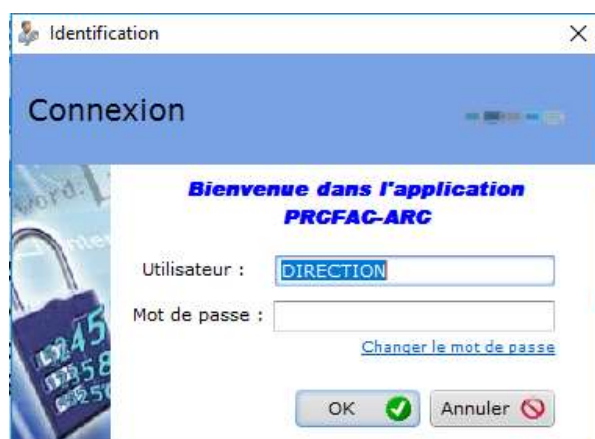 Identification
Connexion
Bienvenue dans l'application
PRCFAC-ARC
Utilisateur :
DIRECTION
Mot de passe :
Changer le mot de passe
OK
Annuler